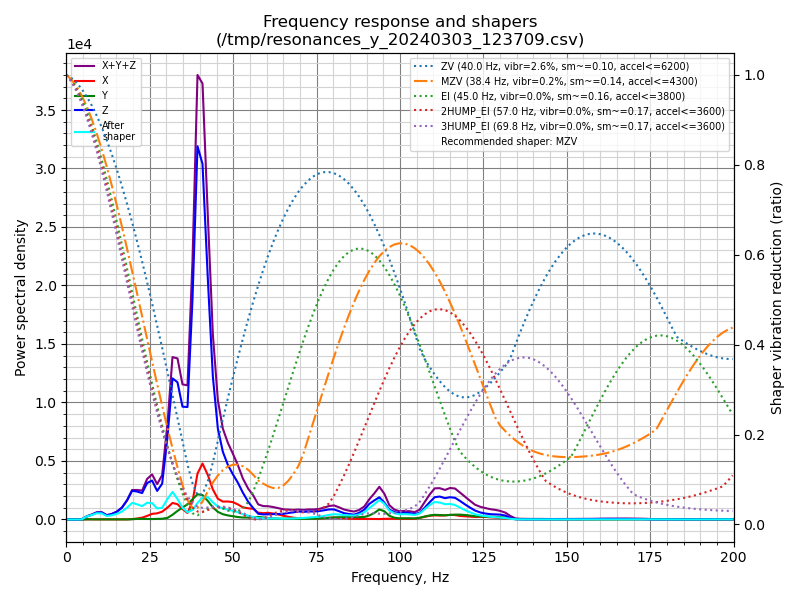 Frequency response and shapers
(/tmp/resonances_y_20240303_123709.csv)
1e4
X+Y+Z
X
Y
Z
After
shaper
ZV (40.0 Hz, vibr=2.6%, sm~=0.10, accel<=6200)
MZV (38.4 Hz, vibr=0.2%, sm~=0.14, accel<=4300)
EI (45.0 Hz, vibr=0.0%, sm~=0.16, accel<=3800)
2HUMP_EI (57.0 Hz, vibr=0.0%, sm~=0.17, accel<=3600)
3HUMP_EI (69.8 Hz, vibr=0.0%, sm~=0.17, accel<=3600)
Recommended shaper: MZV
Power spectral density
3.5
3.0
2.5
2.0
1.5
1.0
0.5
0.0
1.0
0.8
0.6
0.4
0.2
0.0
Shaper vibration reduction (ratio)
0 25 50 75 100 125 150 175 200
Frequency, Hz